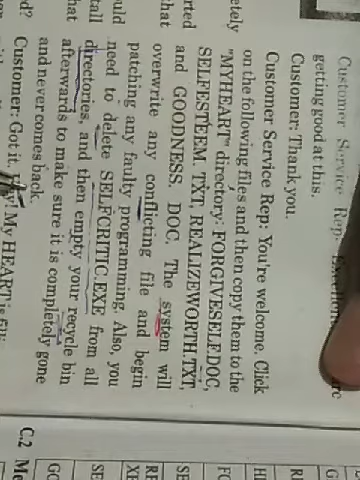 Customer Service Rep:
getting good at this.
Customer: Thank you.
Customer Service Rep: You're welcome. Click
on the following files and then copy them to the
"MYHEART" directory: FORGIVESELF.DOC,
SELFESTEEM. TXT, REALIZEWORTH.TXT,
and GOODNESS. DOC. The system will
overwrite any conflicting file and begin
patching any faulty programming. Also, you
need to delete SELFCRITIC.EXE from all
directories, and then empty your recycle bin
afterwards to make sure it is completely gone
and never comes back.
Customer: Got it. My HEART is
C.2 Me